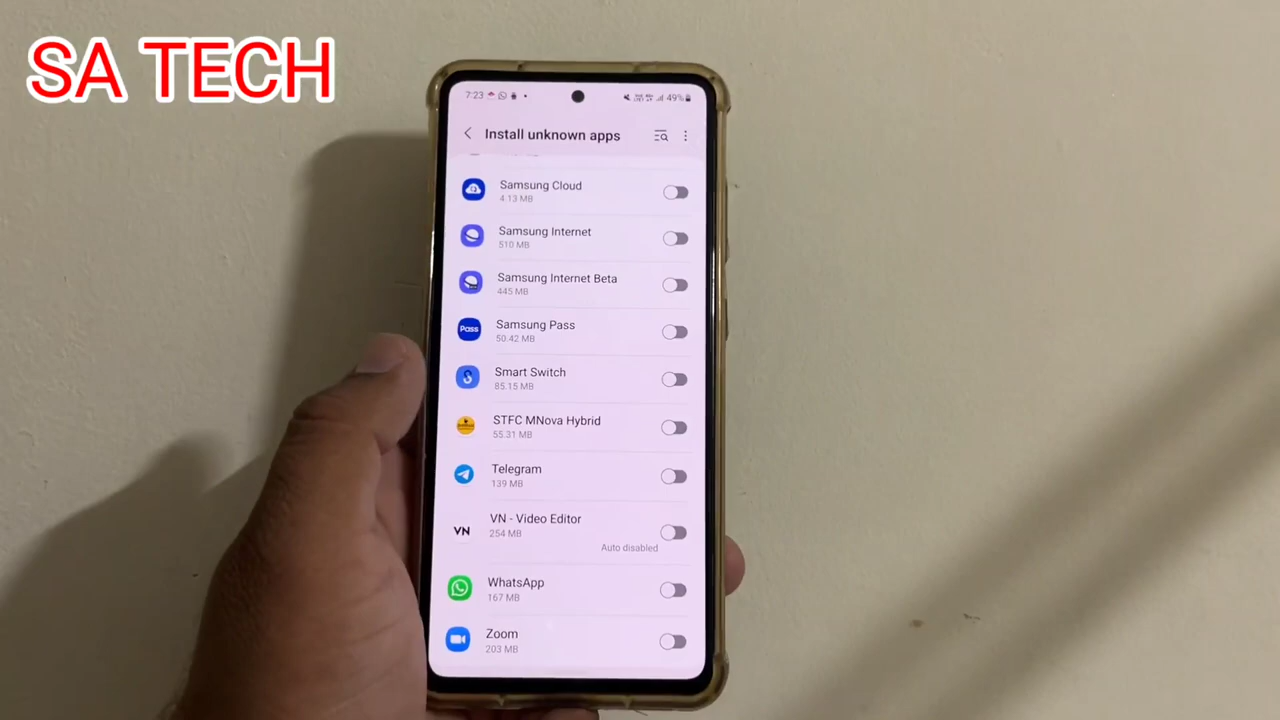 SA TECH
7:23
49%
Install unknown apps
Samsung Cloud
4.13 MB
Samsung Internet
510 MB
Samsung Internet Beta
445 MB
Pass
Samsung Pass
50.42 MB
Smart Switch
85.15 MB
STFC MNova Hybrid
55.31 MB
Telegram
139 MB
VN
VN - Video Editor
254 MB
Auto disabled
WhatsApp
167 MB
Zoom
203 MB